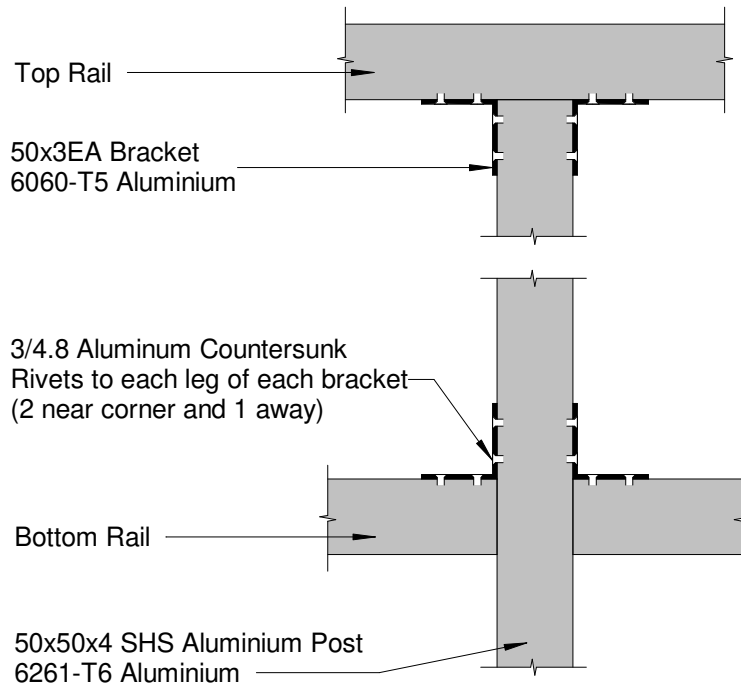 Top Rail
50x3EA Bracket
6060-T5 Aluminium
3/4.8 Aluminum Countersunk
Rivets to each leg of each bracket
(2 near corner and 1 away)
Bottom Rail
50x50x4 SHS Aluminium Post
6261-T6 Aluminium